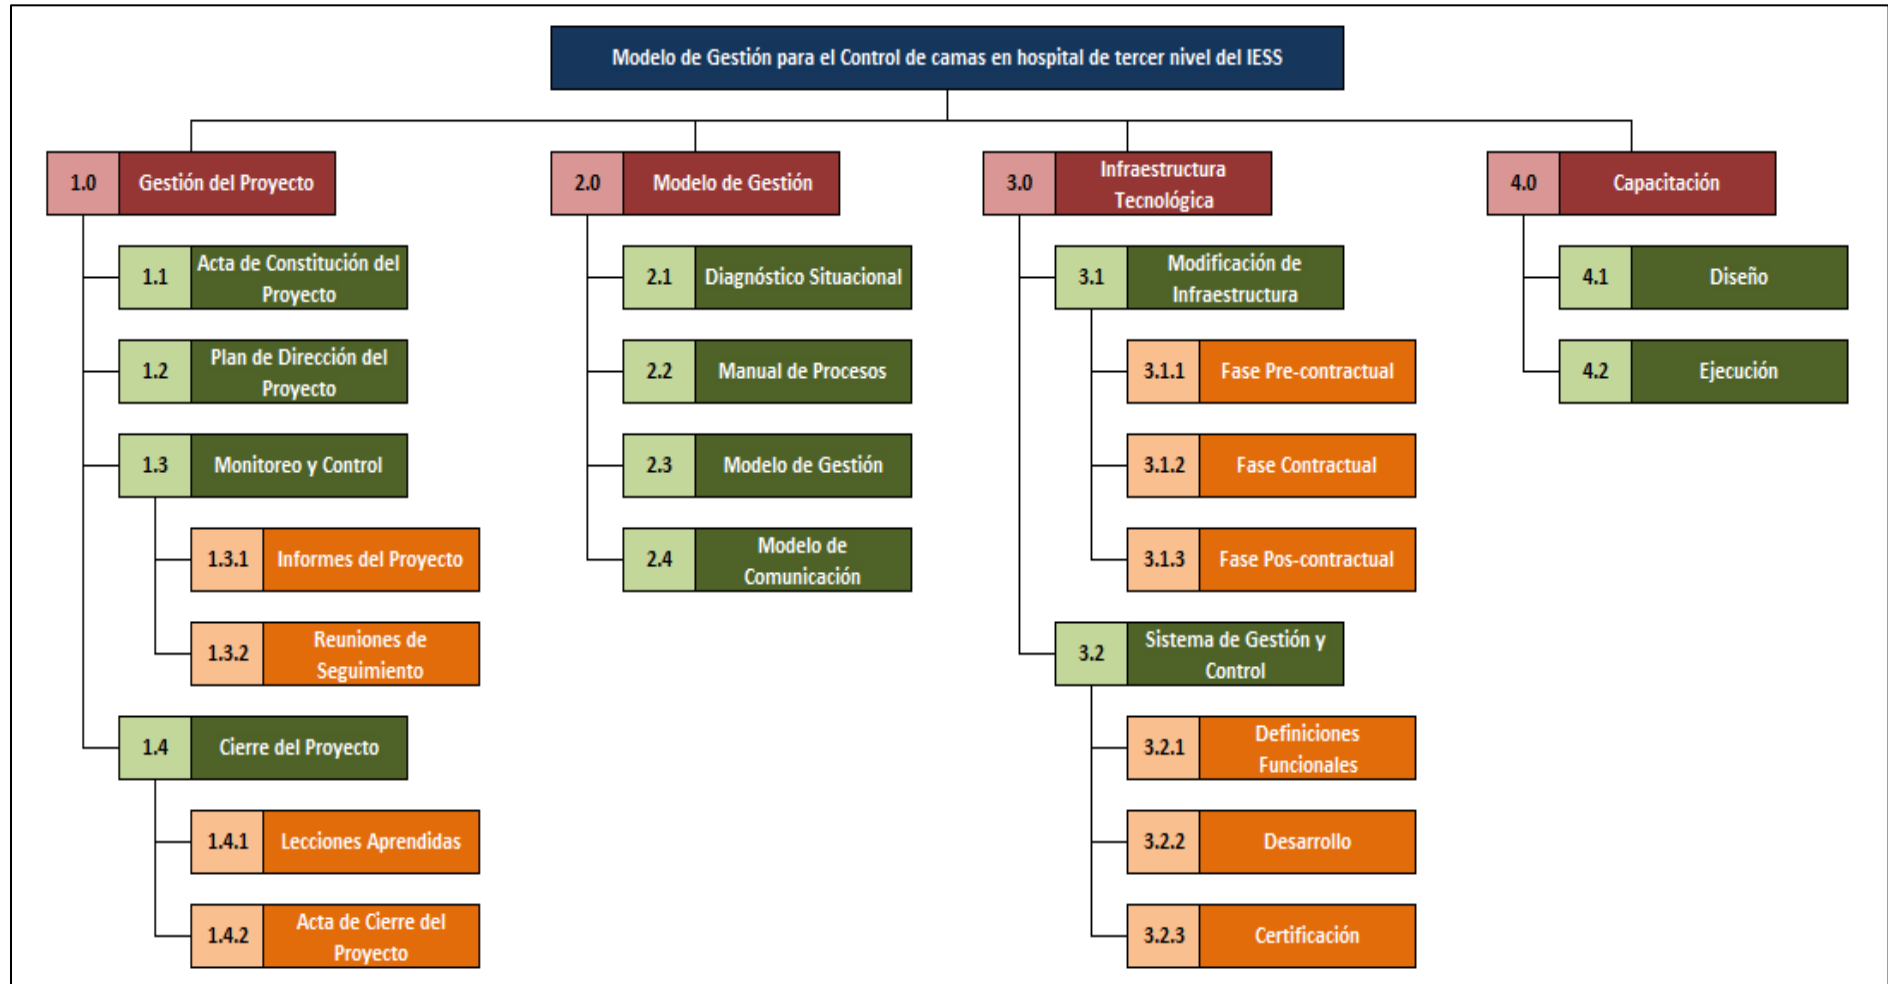 Modelo de Gestión para el Control de camas en hospital de tercer nivel del IESS
1.0
Gestión del Proyecto
1.1
Acta de Constitución del
Proyecto
1.2
Plan de Dirección del
Proyecto
1.3
Monitoreo y Control
1.3.1
Informes del Proyecto
1.3.2
Reuniones de
Seguimiento
1.4
Cierre del Proyecto
1.4.1
Lecciones Aprendidas
1.4.2
Acta de Cierre del
Proyecto
2.0
Modelo de Gestión
2.1
Diagnóstico Situacional
2.2
Manual de Procesos
2.3
Modelo de Gestión
2.4
Modelo de
Comunicación
3.0
Infraestructura
Tecnológica
3.1
Modificación de
Infraestructura
3.1.1
Fase Pre-contractual
3.1.2
Fase Contractual
3.1.3
Fase Pos-contractual
3.2
Sistema de Gestión y
Control
3.2.1
Definiciones
Funcionales
3.2.2
Desarrollo
3.2.3
Certificación
4.0
Capacitación
4.1
Diseño
4.2
Ejecución